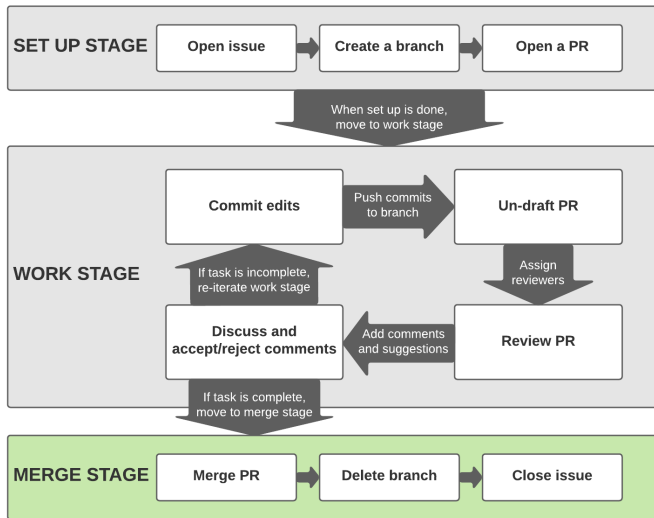 SET UP STAGE
Open issue
Create a branch
Open a PR
When set up is done,
move to work stage
WORK STAGE
Commit edits
Push commits
to branch
Un-draft PR
Assign
reviewers
Review PR
Add comments
and suggestions
Discuss and
accept/reject comments
If task is incomplete,
re-iterate work stage
If task is complete,
move to merge stage
MERGE STAGE
Merge PR
Delete branch
Close issue